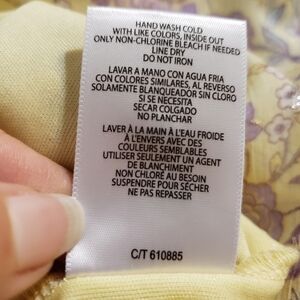 HAND WASH COLD
WITH LIKE COLORS, INSIDE OUT
ONLY NON-CHLORINE BLEACH IF NEEDED
LINE DRY
DO NOT IRON
LAVAR A MANO CON AGUA FRIA
CON COLORES SIMILARES, AL REVERSO
SOLAMENTE BLANQUEADOR SIN CLORO
SI SE NECESITA
SECAR COLGADO
NO PLANCHAR
LAVER À LA MAIN À L'EAU FROIDE
À L'ENVERS AVEC DES
COULEURS SEMBLABLES
UTILISER SEULEMENT UN AGENT
DE BLANCHIMENT
NON CHLORÉ AU BESOIN
SUSPENDRE POUR SÉCHER
NE PAS REPASSER
C/T 610885